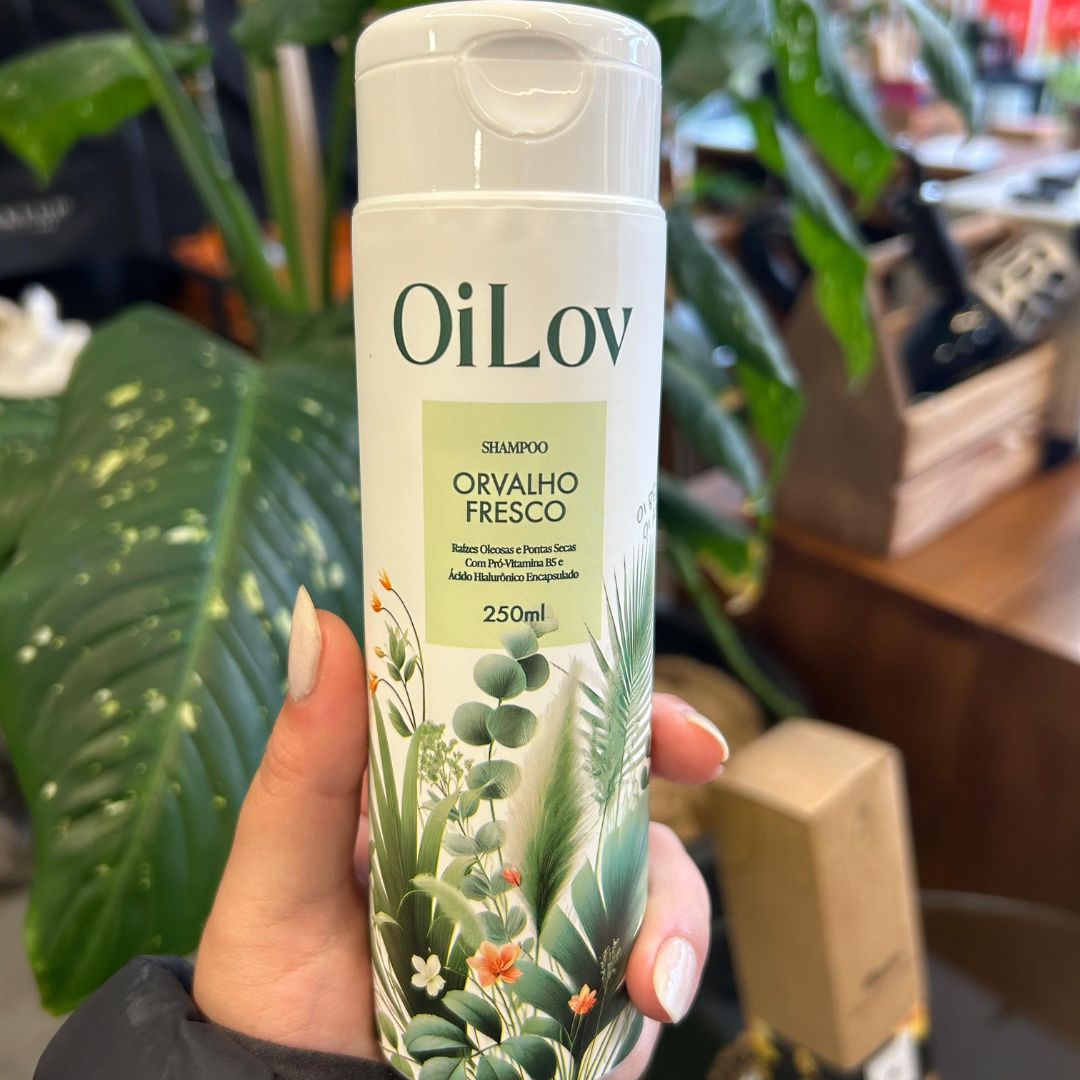 OiLov
SHAMPOO
ORVALHO
FRESCO
Raízes Oleosas e Pontas Secas
Com Pró-Vitamina B5 e
Ácido Hialurônico Encapsulado
250ml